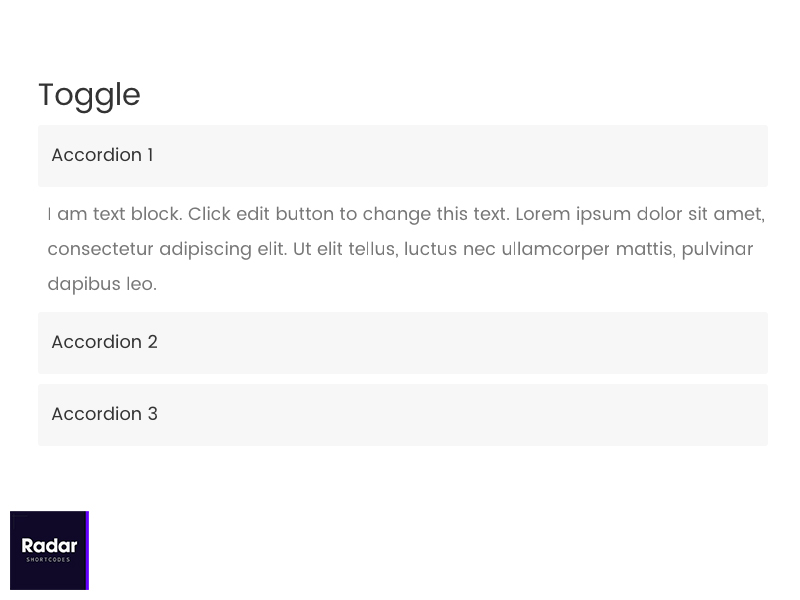 Toggle
Accordion 1
I am text block. Click edit button to change this text. Lorem ipsum dolor sit amet,
consectetur adipiscing elit. Ut elit tellus, luctus nec ullamcorper mattis, pulvinar
dapibus leo.
Accordion 2
Accordion 3
Radar
SHORTCODES